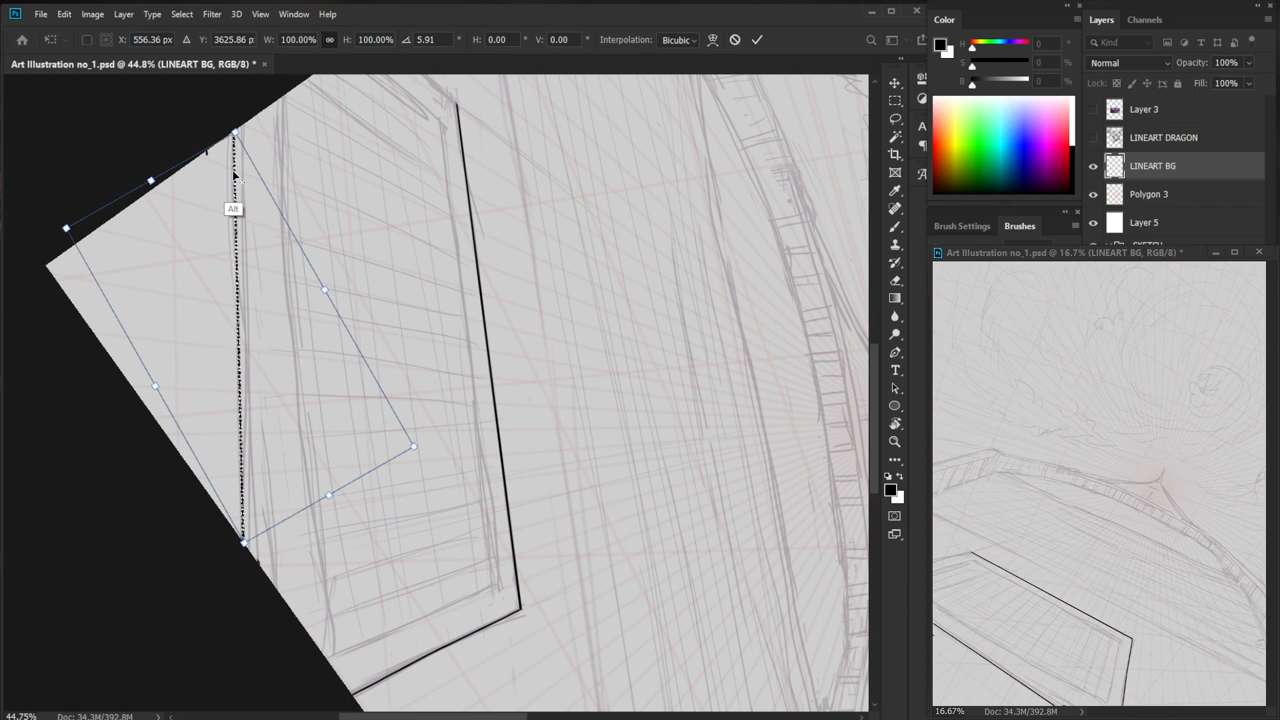 File Edit Image Layer Type Select Filter 3D View Window Help
X: 556.36 px Y: 3625.86 p W: 100.00% H: 100.00% 5.91 ° H: 0.00 ° V: 0.00 ° Interpolation: Bicubic
Art Illustration no_1.psd @ 44.8% (LINEART BG, RGB/8) * ×
Alt
44.75% Doc: 34.3M/392.8M
Color
H 0 °
S 0 %
B 0 %
Brush Settings Brushes
Layers Channels
Kind
Normal Opacity: 100%
Lock: Fill: 100%
Layer 3
LINEART DRAGON
LINEART BG
Polygon 3
Layer 5
Art Illustration no_1.psd @ 16.7% (LINEART BG, RGB/8) *
16.67% Doc: 34.3M/392.8M